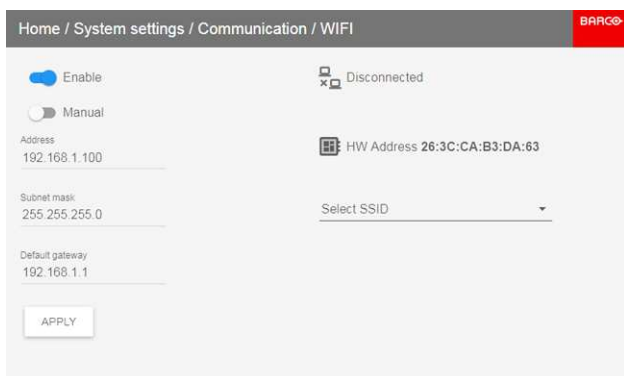 Home / System settings / Communication / WIFI
BARCO
Enable
Disconnected
Manual
Address
192.168.1.100
HW Address 26:3C:CA:B3:DA:63
Subnet mask
255.255.255.0
Select SSID
Default gateway
192.168.1.1
APPLY